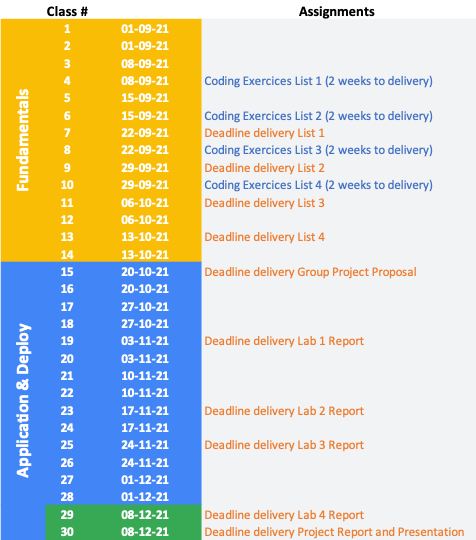 Class # Assignments
Fundamentals
1 01-09-21
2 01-09-21
3 08-09-21
4 08-09-21 Coding Exercices List 1 (2 weeks to delivery)
5 15-09-21
6 15-09-21 Coding Exercices List 2 (2 weeks to delivery)
7 22-09-21 Deadline delivery List 1
8 22-09-21 Coding Exercices List 3 (2 weeks to delivery)
9 29-09-21 Deadline delivery List 2
10 29-09-21 Coding Exercices List 4 (2 weeks to delivery)
11 06-10-21 Deadline delivery List 3
12 06-10-21
13 13-10-21 Deadline delivery List 4
14 13-10-21
Application & Deploy
15 20-10-21 Deadline delivery Group Project Proposal
16 20-10-21
17 27-10-21
18 27-10-21
19 03-11-21 Deadline delivery Lab 1 Report
20 03-11-21
21 10-11-21
22 10-11-21
23 17-11-21 Deadline delivery Lab 2 Report
24 17-11-21
25 24-11-21 Deadline delivery Lab 3 Report
26 24-11-21
27 01-12-21
28 01-12-21
29 08-12-21 Deadline delivery Lab 4 Report
30 08-12-21 Deadline delivery Project Report and Presentation